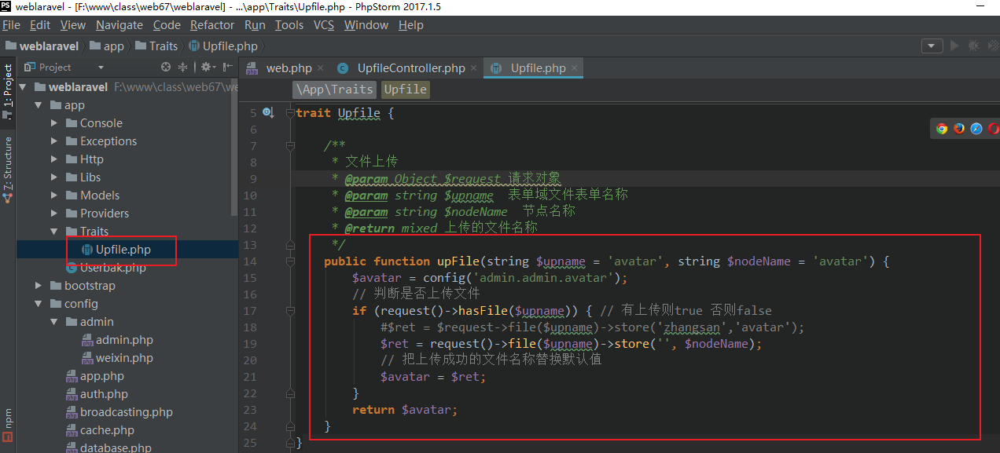 PS weblaravel - [F:\www\class\web67\weblaravel] - ...\app\Traits\Upfile.php - PhpStorm 2017.1.5
File Edit View Navigate Code Refactor Run Tools VCS Window Help
weblaravel app Traits Upfile.php
Project
web.php UpfileController.php Upfile.php
1: Project
7: Structure
npm
weblaravel F:\www\class\web67\we
app
Console
Exceptions
Http
Libs
Models
Providers
Traits
Upfile.php
Userbak.php
bootstrap
config
admin
admin.php
weixin.php
app.php
auth.php
broadcasting.php
cache.php
database.php
\App\Traits Upfile
5 trait Upfile {
6
7 /**
8 * 文件上传
9 * @param Object $request 请求对象
10 * @param string $upname 表单域文件表单名称
11 * @param string $nodeName 节点名称
12 * @return mixed 上传的文件名称
13 */
14 public function upFile(string $upname = 'avatar', string $nodeName = 'avatar') {
15 $avatar = config('admin.admin.avatar');
16 // 判断是否上传文件
17 if (request()->hasFile($upname)) { // 有上传则true 否则false
18 #$ret = $request->file($upname)->store('zhangsan','avatar');
19 $ret = request()->file($upname)->store('', $nodeName);
20 // 把上传成功的文件名称替换默认值
21 $avatar = $ret;
22 }
23 return $avatar;
24 }
25 }